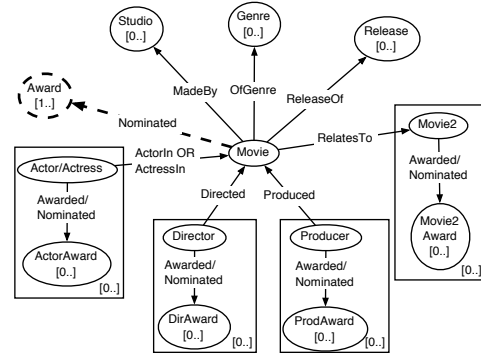 Studio
[0..]
Genre
[0..]
Release
[0..]
Award
[1..]
MadeBy
OfGenre
ReleaseOf
Nominated
RelatesTo
Movie2
Actor/Actress
ActorIn OR
ActressIn
Movie
Awarded/
Nominated
Awarded/
Nominated
Directed
Produced
Movie2
Award
[0..]
ActorAward
[0..]
Director
Producer
[0..]
[0..]
Awarded/
Nominated
Awarded/
Nominated
DirAward
[0..]
ProdAward
[0..]
[0..]
[0..]